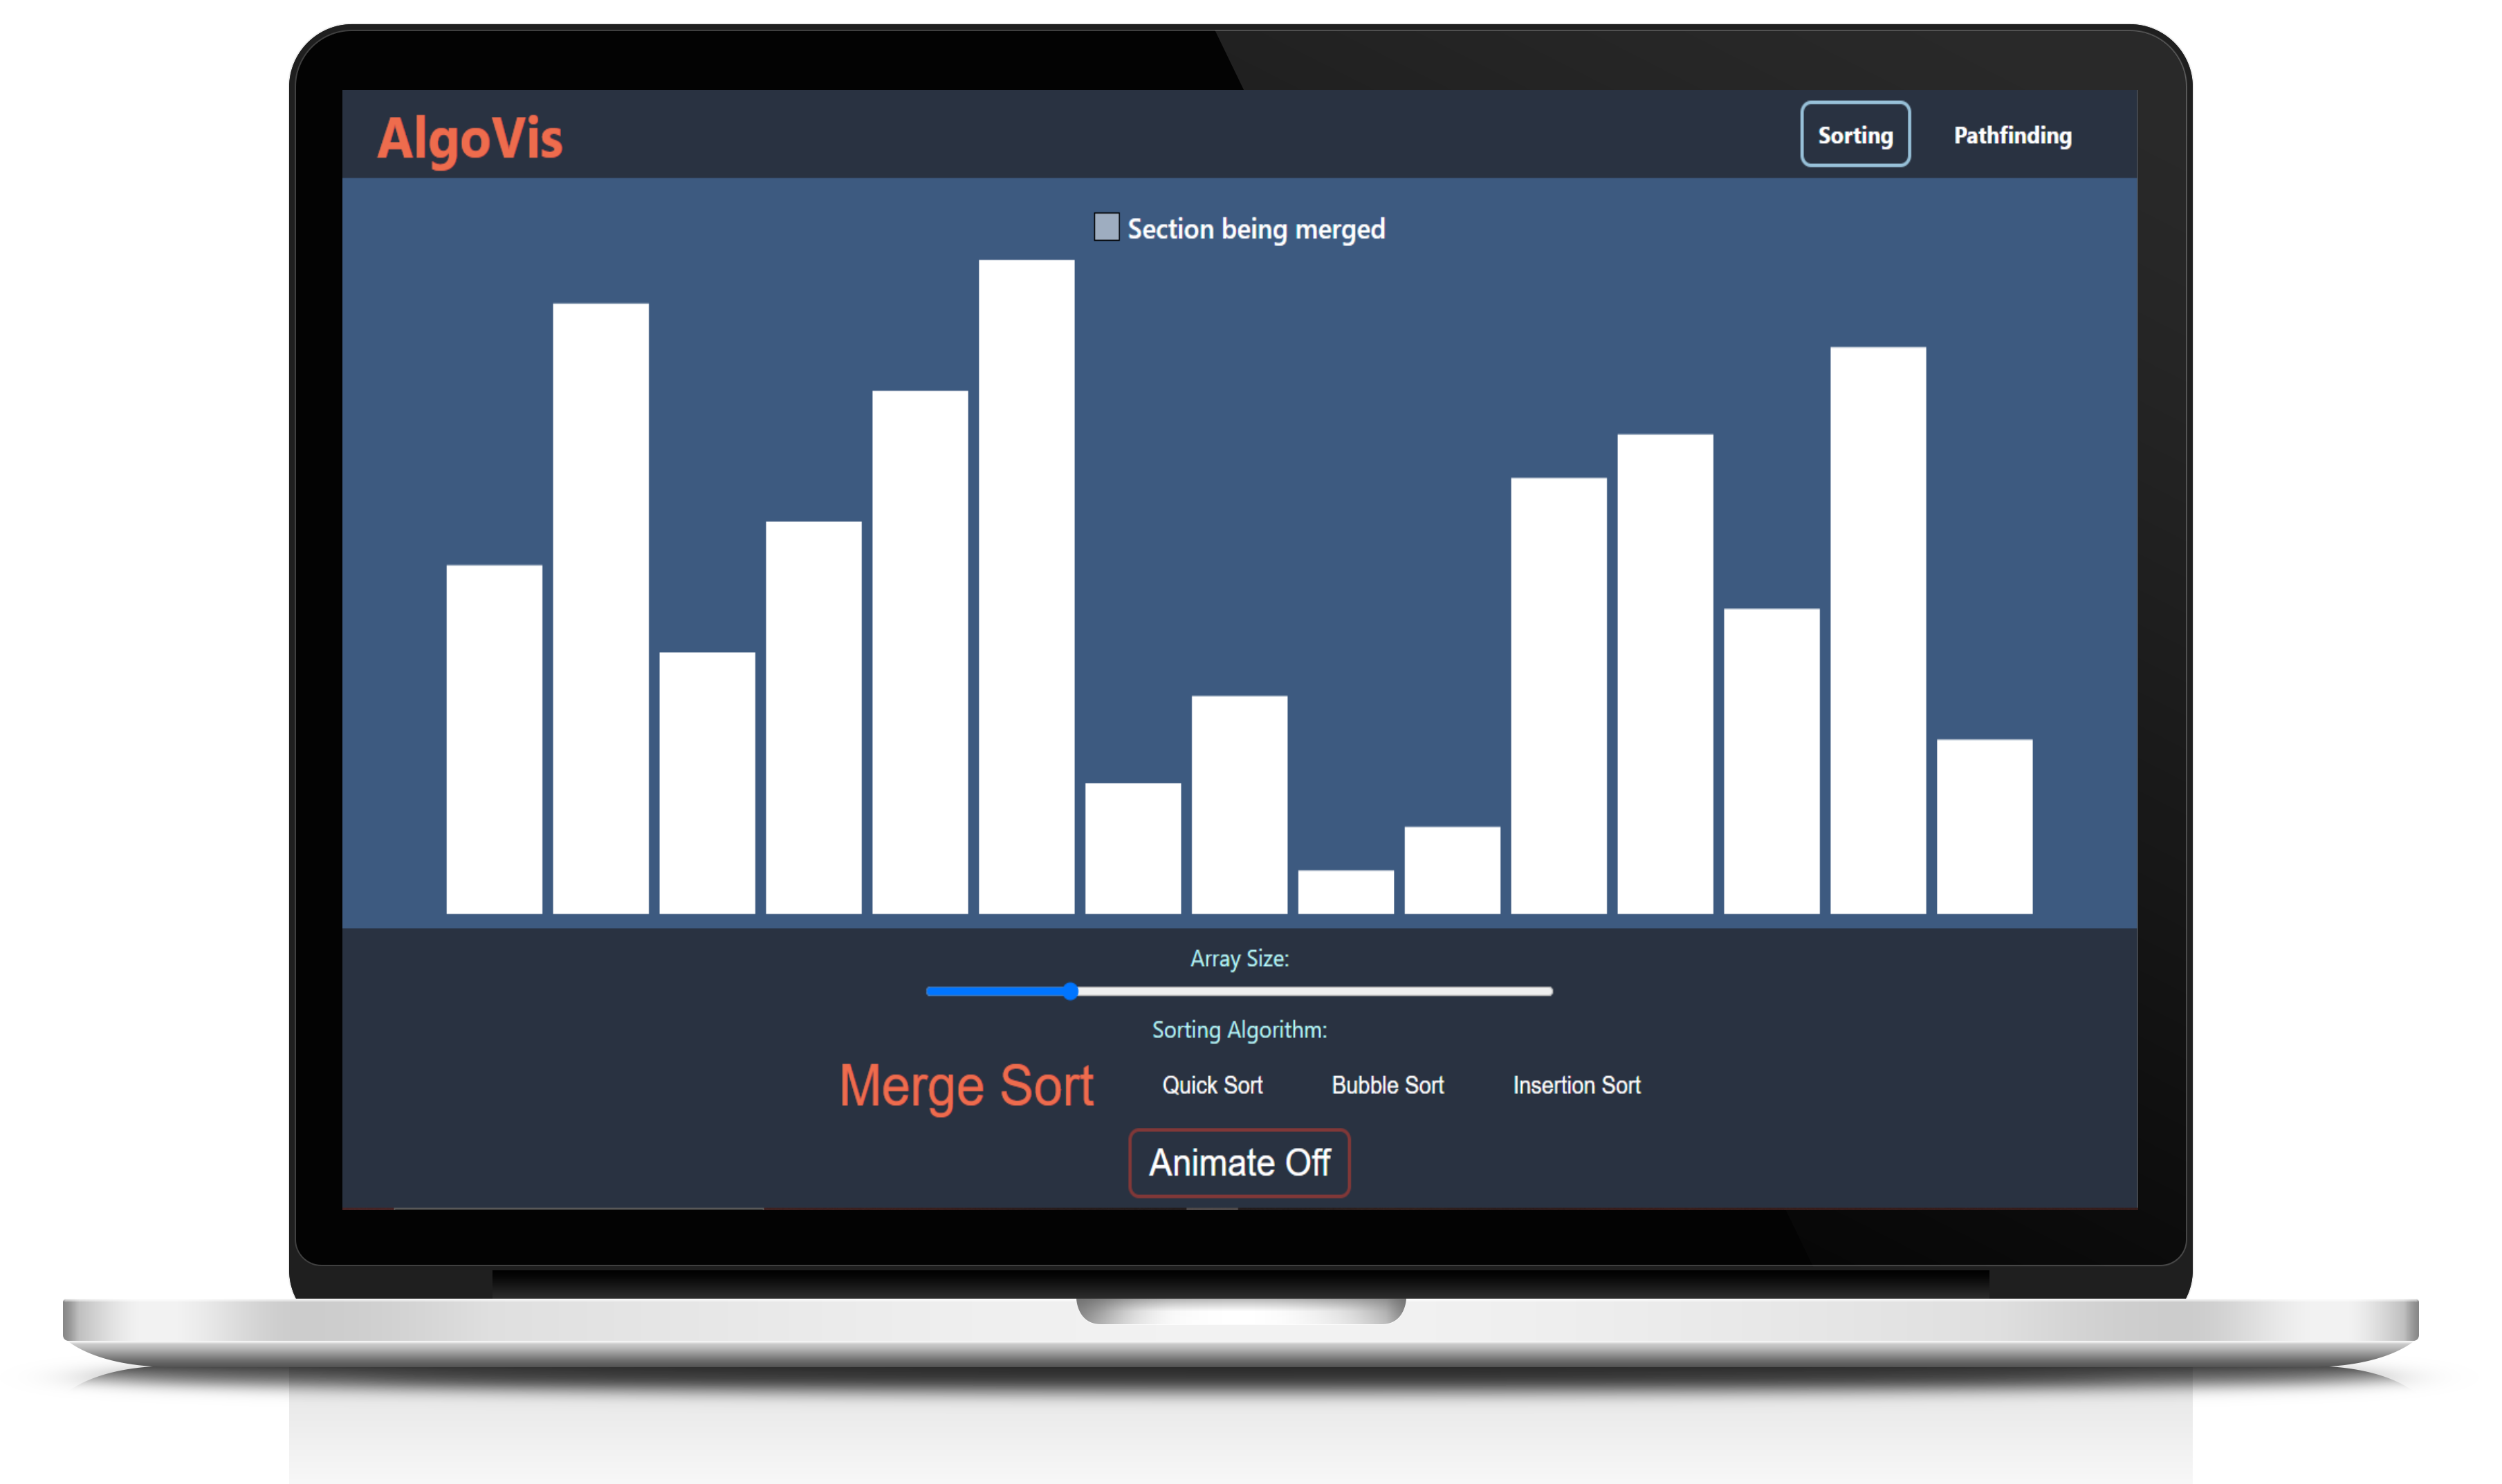 AlgoVis
Sorting
Pathfinding
Section being merged
Array Size:
Sorting Algorithm:
Merge Sort
Quick Sort
Bubble Sort
Insertion Sort
Animate Off